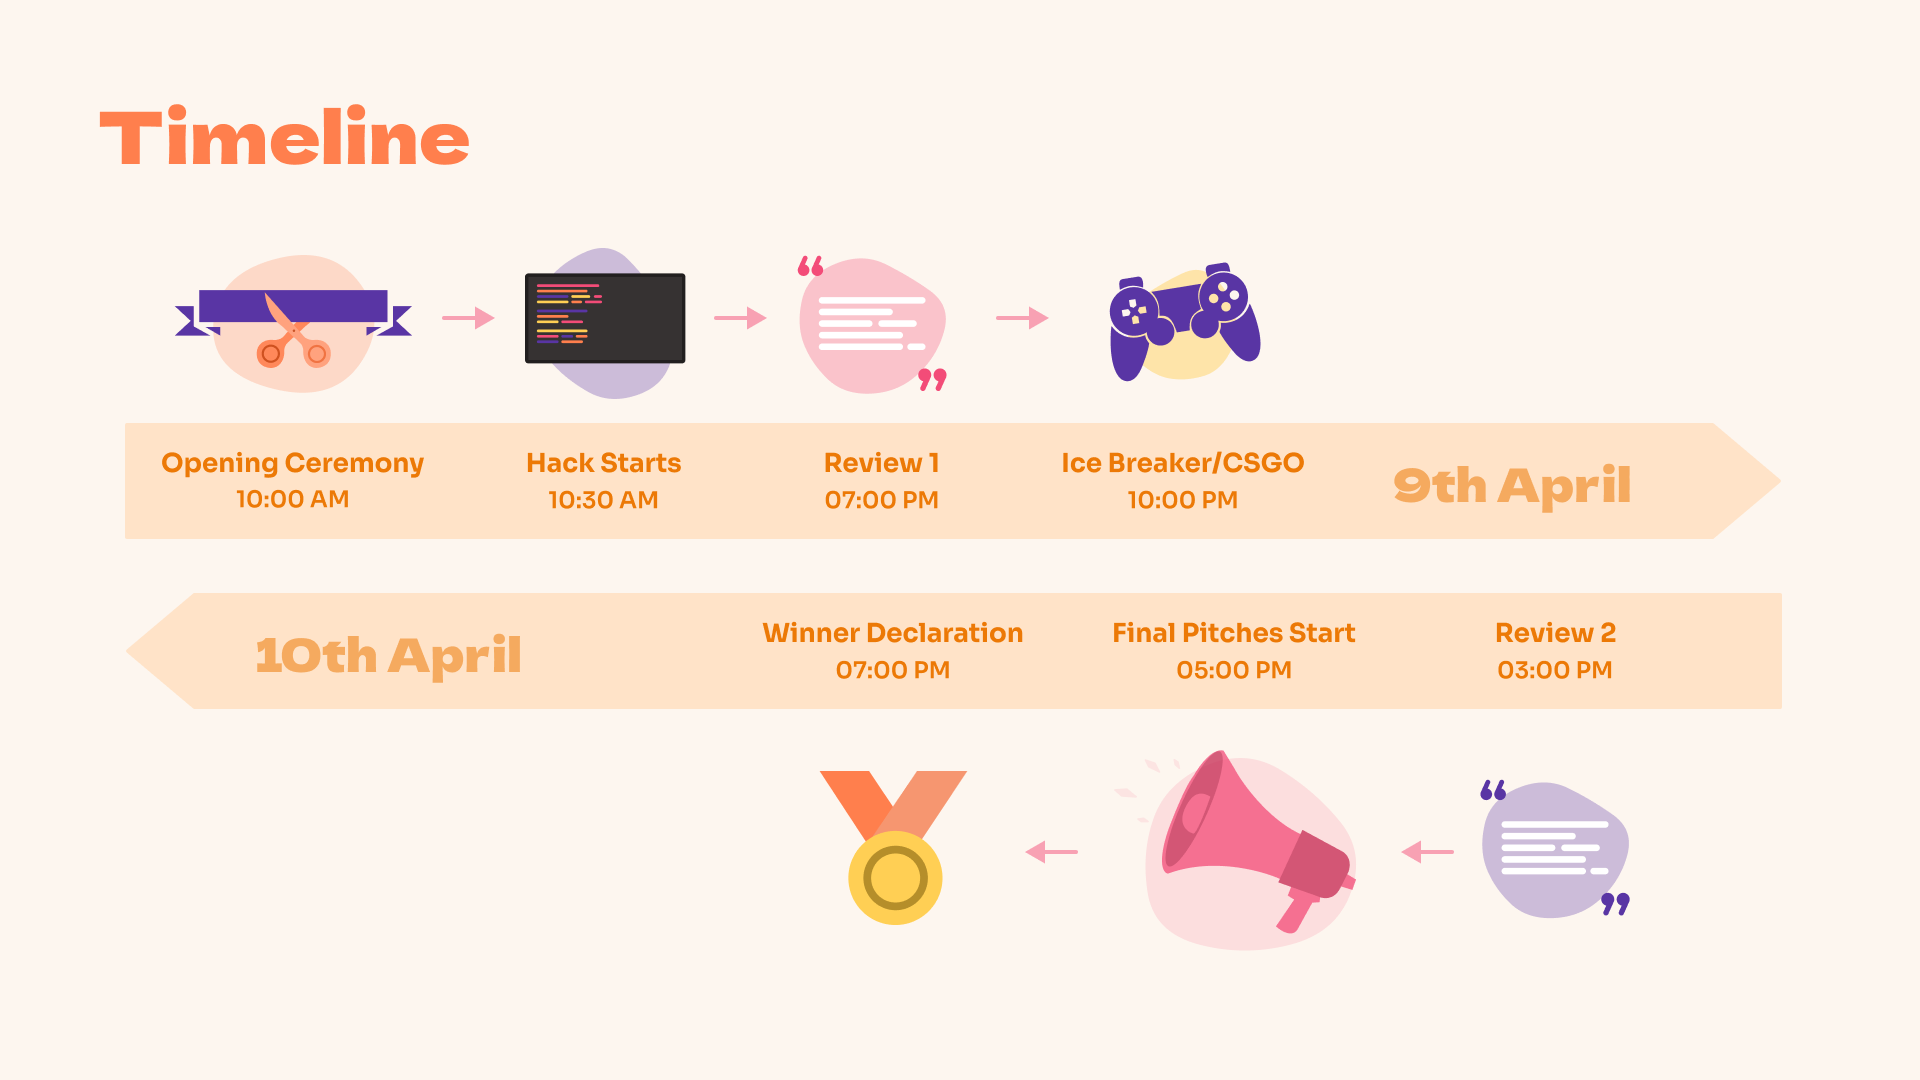 Timeline
Opening Ceremony
10:00 AM
Hack Starts
10:30 AM
Review 1
07:00 PM
Ice Breaker/CSGO
10:00 PM
9th April
10th April
Winner Declaration
07:00 PM
Final Pitches Start
05:00 PM
Review 2
03:00 PM